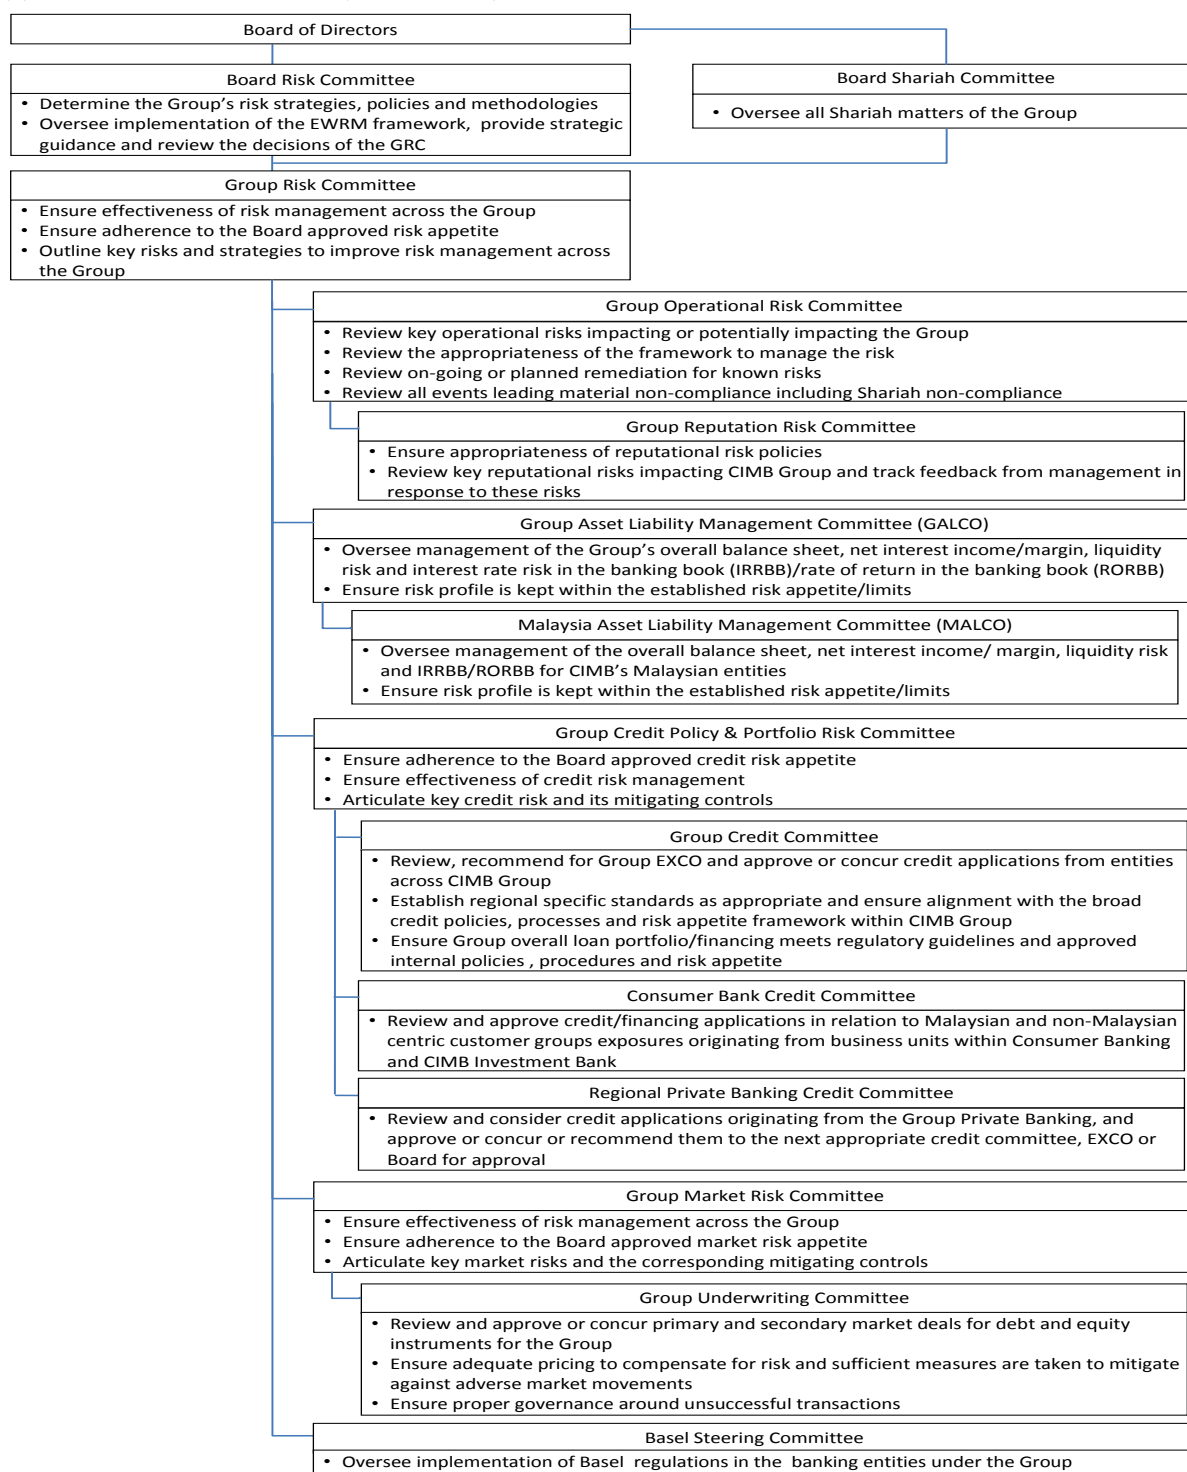 Board of Directors
Board Risk Committee
• Determine the Group's risk strategies, policies and methodologies
• Oversee implementation of the EWRM framework, provide strategic
guidance and review the decisions of the GRC
Board Shariah Committee
• Oversee all Shariah matters of the Group
Group Risk Committee
• Ensure effectiveness of risk management across the Group
• Ensure adherence to the Board approved risk appetite
• Outline key risks and strategies to improve risk management across
the Group
Group Operational Risk Committee
• Review key operational risks impacting or potentially impacting the Group
• Review the appropriateness of the framework to manage the risk
• Review on-going or planned remediation for known risks
• Review all events leading material non-compliance including Shariah non-compliance
Group Reputation Risk Committee
• Ensure appropriateness of reputational risk policies
• Review key reputational risks impacting CIMB Group and track feedback from management in
response to these risks
Group Asset Liability Management Committee (GALCO)
• Oversee management of the Group's overall balance sheet, net interest income/margin, liquidity
risk and interest rate risk in the banking book (IRRBB)/rate of return in the banking book (RORBB)
• Ensure risk profile is kept within the established risk appetite/limits
Malaysia Asset Liability Management Committee (MALCO)
• Oversee management of the overall balance sheet, net interest income/ margin, liquidity risk
and IRRBB/RORBB for CIMB's Malaysian entities
• Ensure risk profile is kept within the established risk appetite/limits
Group Credit Policy & Portfolio Risk Committee
• Ensure adherence to the Board approved credit risk appetite
• Ensure effectiveness of credit risk management
• Articulate key credit risk and its mitigating controls
Group Credit Committee
• Review, recommend for Group EXCO and approve or concur credit applications from entities
across CIMB Group
• Establish regional specific standards as appropriate and ensure alignment with the broad
credit policies, processes and risk appetite framework within CIMB Group
• Ensure Group overall loan portfolio/financing meets regulatory guidelines and approved
internal policies , procedures and risk appetite
Consumer Bank Credit Committee
• Review and approve credit/financing applications in relation to Malaysian and non-Malaysian
centric customer groups exposures originating from business units within Consumer Banking
and CIMB Investment Bank
Regional Private Banking Credit Committee
• Review and consider credit applications originating from the Group Private Banking, and
approve or concur or recommend them to the next appropriate credit committee, EXCO or
Board for approval
Group Market Risk Committee
• Ensure effectiveness of risk management across the Group
• Ensure adherence to the Board approved market risk appetite
• Articulate key market risks and the corresponding mitigating controls
Group Underwriting Committee
• Review and approve or concur primary and secondary market deals for debt and equity
instruments for the Group
• Ensure adequate pricing to compensate for risk and sufficient measures are taken to mitigate
against adverse market movements
• Ensure proper governance around unsuccessful transactions
Basel Steering Committee
• Oversee implementation of Basel regulations in the banking entities under the Group